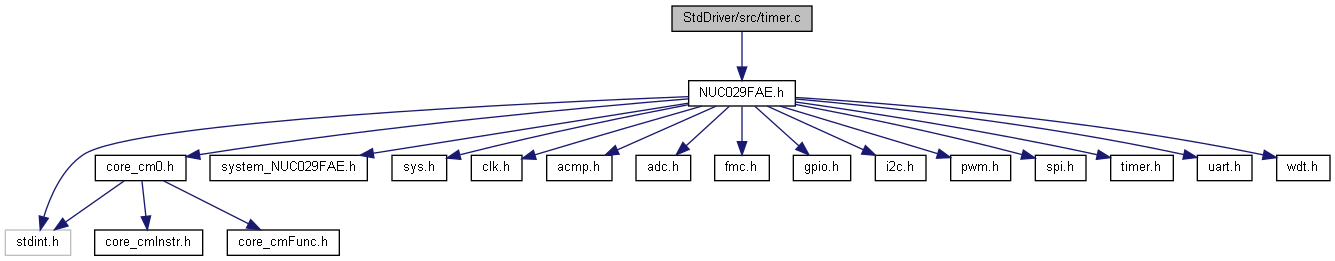 StdDriver/src/timer.c
NUC029FAE.h
core_cm0.h
system_NUC029FAE.h
sys.h
clk.h
acmp.h
adc.h
fmc.h
gpio.h
i2c.h
pwm.h
spi.h
timer.h
uart.h
wdt.h
stdint.h
core_cmInstr.h
core_cmFunc.h